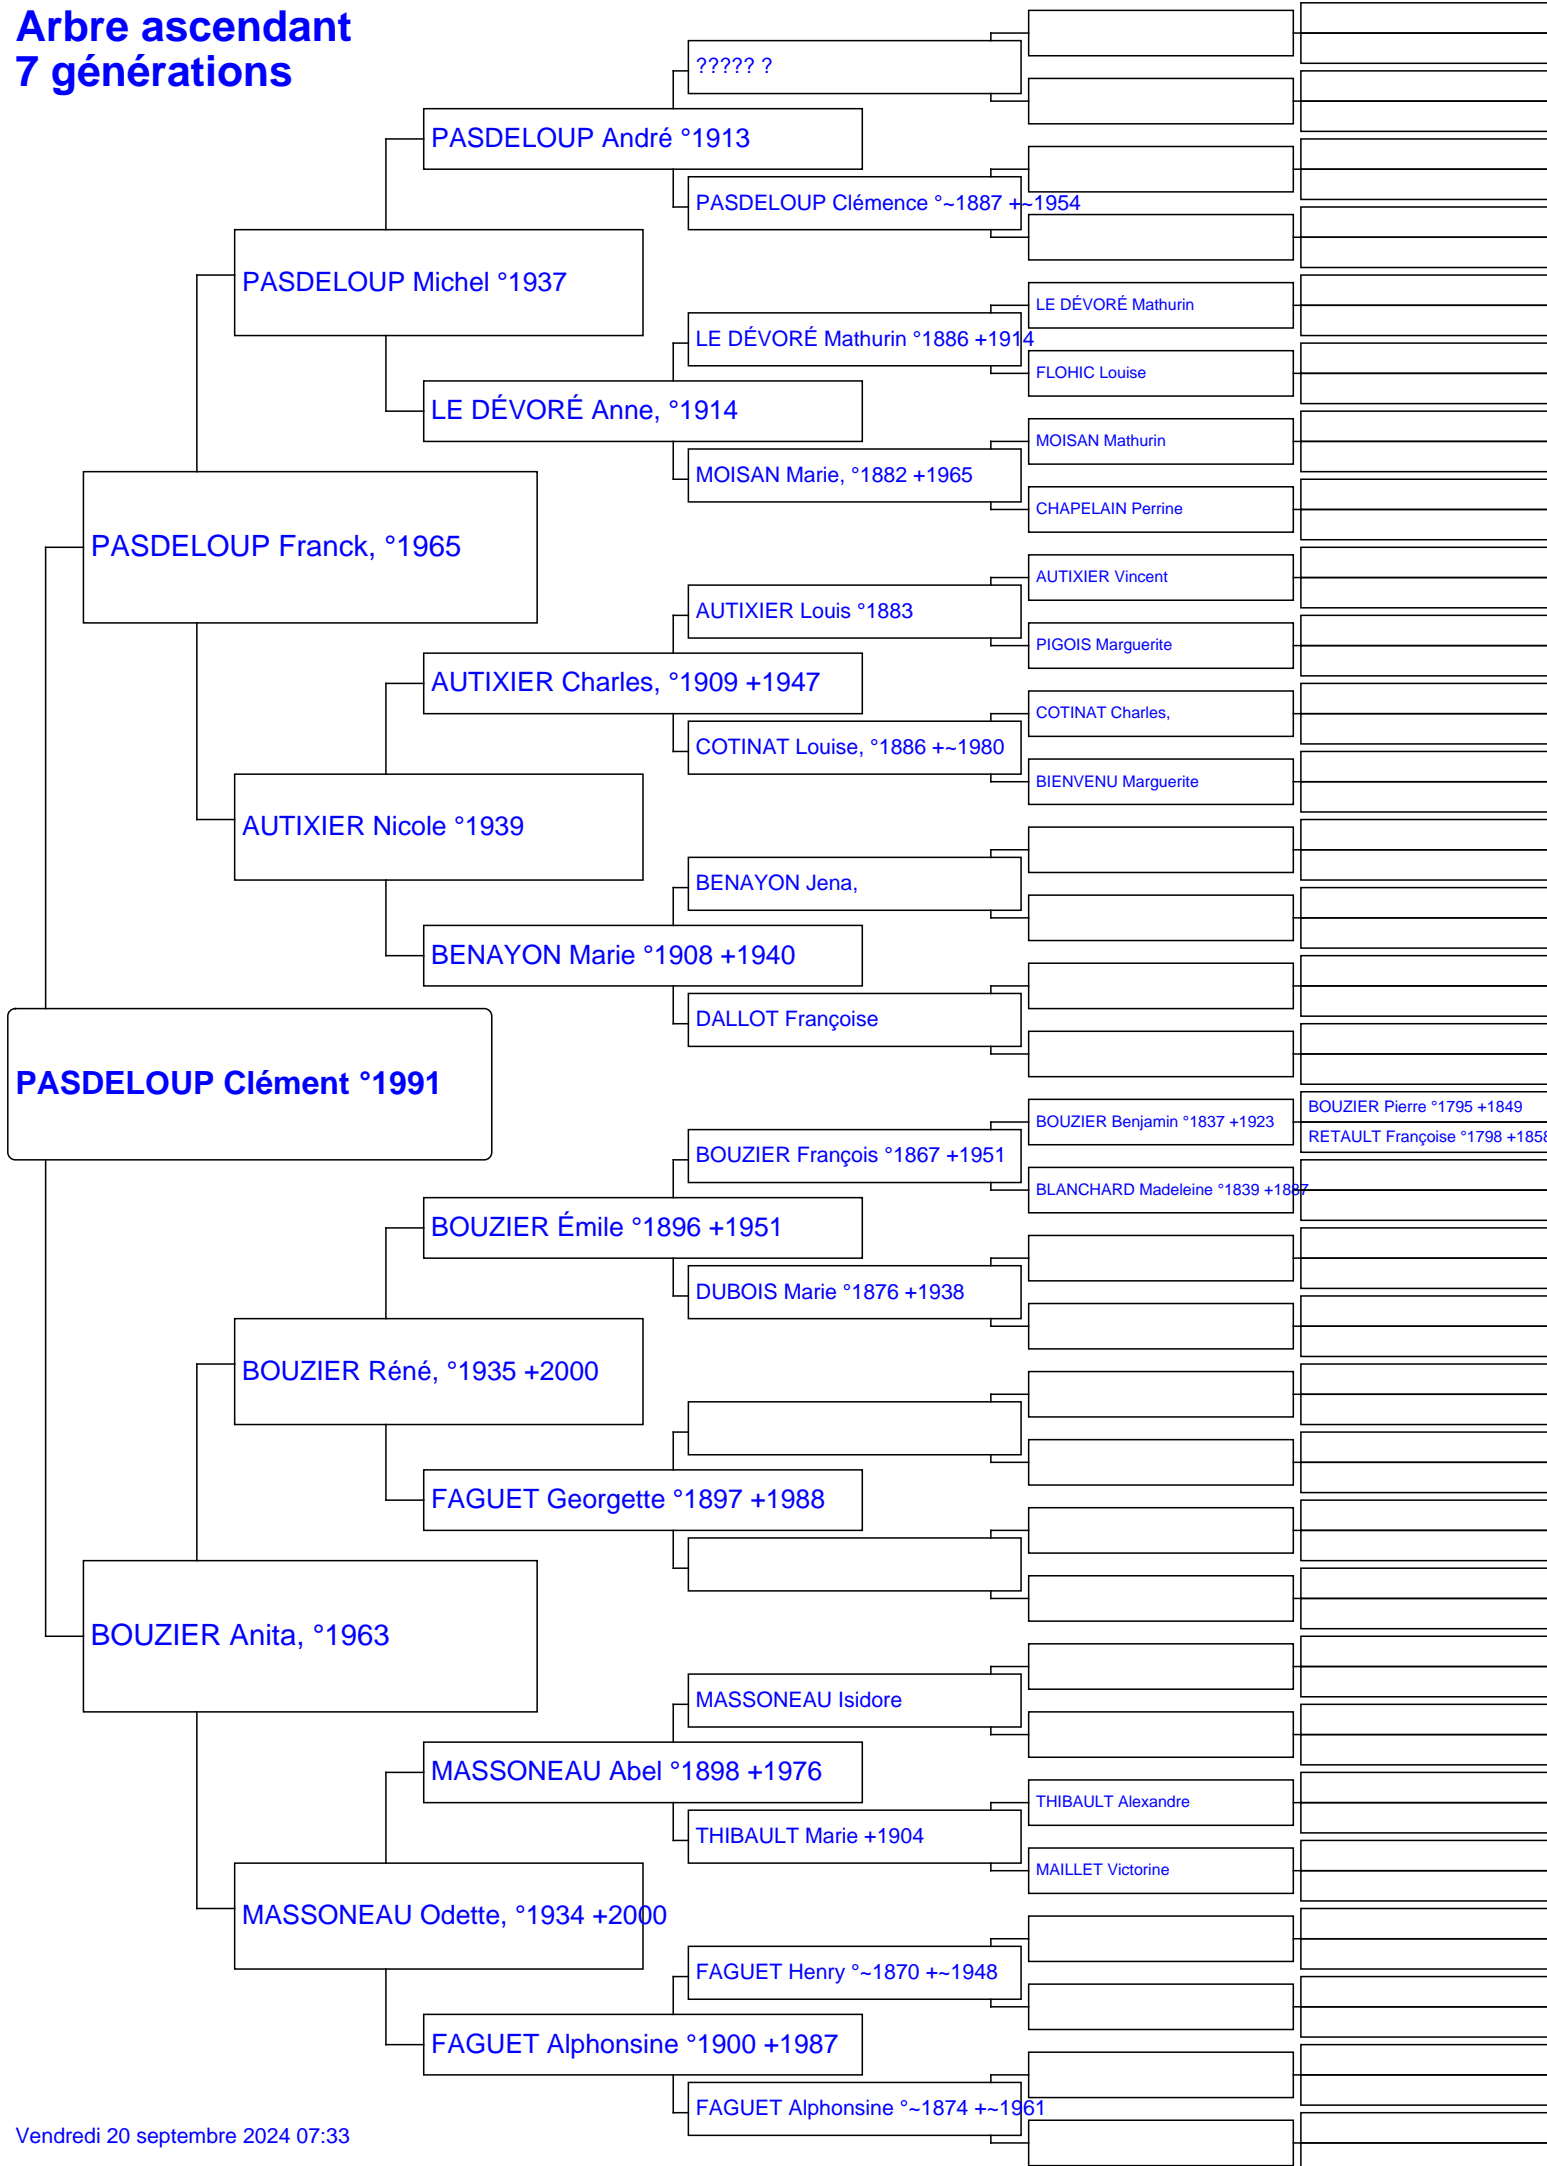 Arbre ascendant
7 générations
????? ?
PASDELOUP André °1913
PASDELOUP Clémence °~1887 +~1954
PASDELOUP Michel °1937
LE DÉVORÉ Mathurin
LE DÉVORÉ Mathurin °1886 +1914
FLOHIC Louise
LE DÉVORÉ Anne, °1914
MOISAN Mathurin
MOISAN Marie, °1882 +1965
CHAPELAIN Perrine
PASDELOUP Franck, °1965
AUTIXIER Vincent
AUTIXIER Louis °1883
PIGOIS Marguerite
AUTIXIER Charles, °1909 +1947
COTINAT Charles,
COTINAT Louise, °1886 +~1980
BIENVENU Marguerite
AUTIXIER Nicole °1939
BENAYON Jena,
BENAYON Marie °1908 +1940
DALLOT Françoise
PASDELOUP Clément °1991
BOUZIER Pierre °1795 +1849
BOUZIER Benjamin °1837 +1923
RETAULT Françoise °1798 +1858
BOUZIER François °1867 +1951
BLANCHARD Madeleine °1839 +1887
BOUZIER Émile °1896 +1951
DUBOIS Marie °1876 +1938
BOUZIER Réné, °1935 +2000
FAGUET Georgette °1897 +1988
BOUZIER Anita, °1963
MASSONEAU Isidore
MASSONEAU Abel °1898 +1976
THIBAULT Alexandre
THIBAULT Marie +1904
MAILLET Victorine
MASSONEAU Odette, °1934 +2000
FAGUET Henry °~1870 +~1948
FAGUET Alphonsine °1900 +1987
FAGUET Alphonsine °~1874 +~1961
Vendredi 20 septembre 2024 07:33